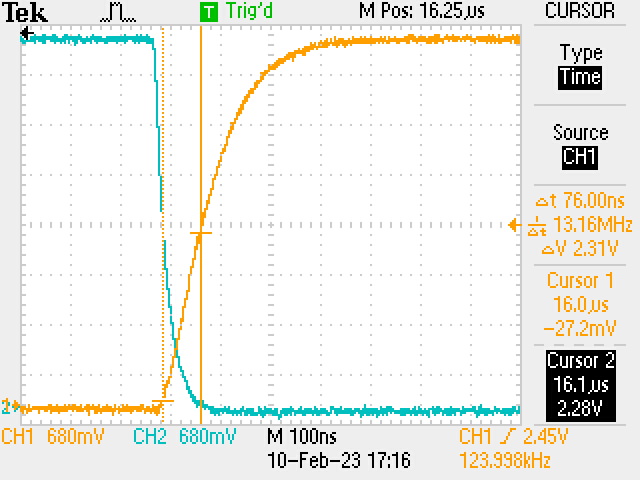 Tek
T Trig'd
M Pos: 16.25µs
CURSOR
Type
Time
Source
CH1
Δt 76.00ns
1/Δt 13.16MHz
ΔV 2.31V
Cursor 1
16.0µs
-27.2mV
Cursor 2
16.1µs
2.28V
2
CH1 680mV
CH2 680mV
M 100ns
CH1 / 2.45V
10-Feb-23 17:16
123.998kHz